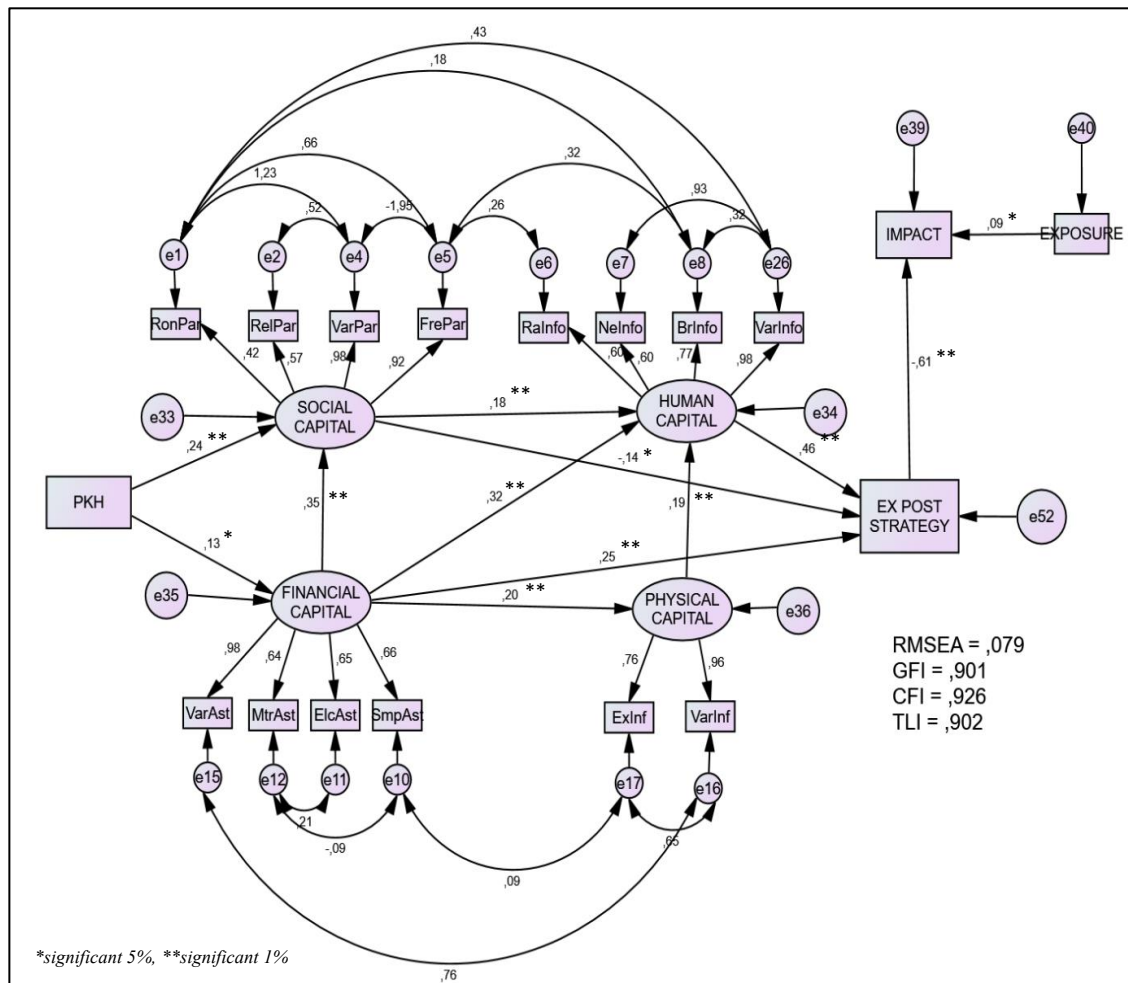 ,43
,18
,66
,32
1,23
,93
,52
-1,95
,26
,32
e39
e40
e1
e2
e4
e5
e6
e7
e8
e26
IMPACT
,09 *
EXPOSURE
RonPar
RelPar
VarPar
FrePar
RaInfo
NeInfo
BrInfo
VarInfo
,42
,57
,98
,92
,60
,60
,77
,98
-,61 **
e33
SOCIAL
CAPITAL
,18 **
HUMAN
CAPITAL
e34
,24 **
-,14 *
,46 **
PKH
,35 **
,32 **
,19 **
EX POST
STRATEGY
e52
,13 *
,25 **
e35
FINANCIAL
CAPITAL
,20 **
PHYSICAL
CAPITAL
e36
,98
,64
,65
,66
,76
,96
RMSEA = ,079
GFI = ,901
CFI = ,926
TLI = ,902
VarAst
MtrAst
ElcAst
SmpAst
ExInf
VarInf
e15
e12
e11
e10
e17
e16
,21
-,09
,65
,09
,76
*significant 5%, **significant 1%